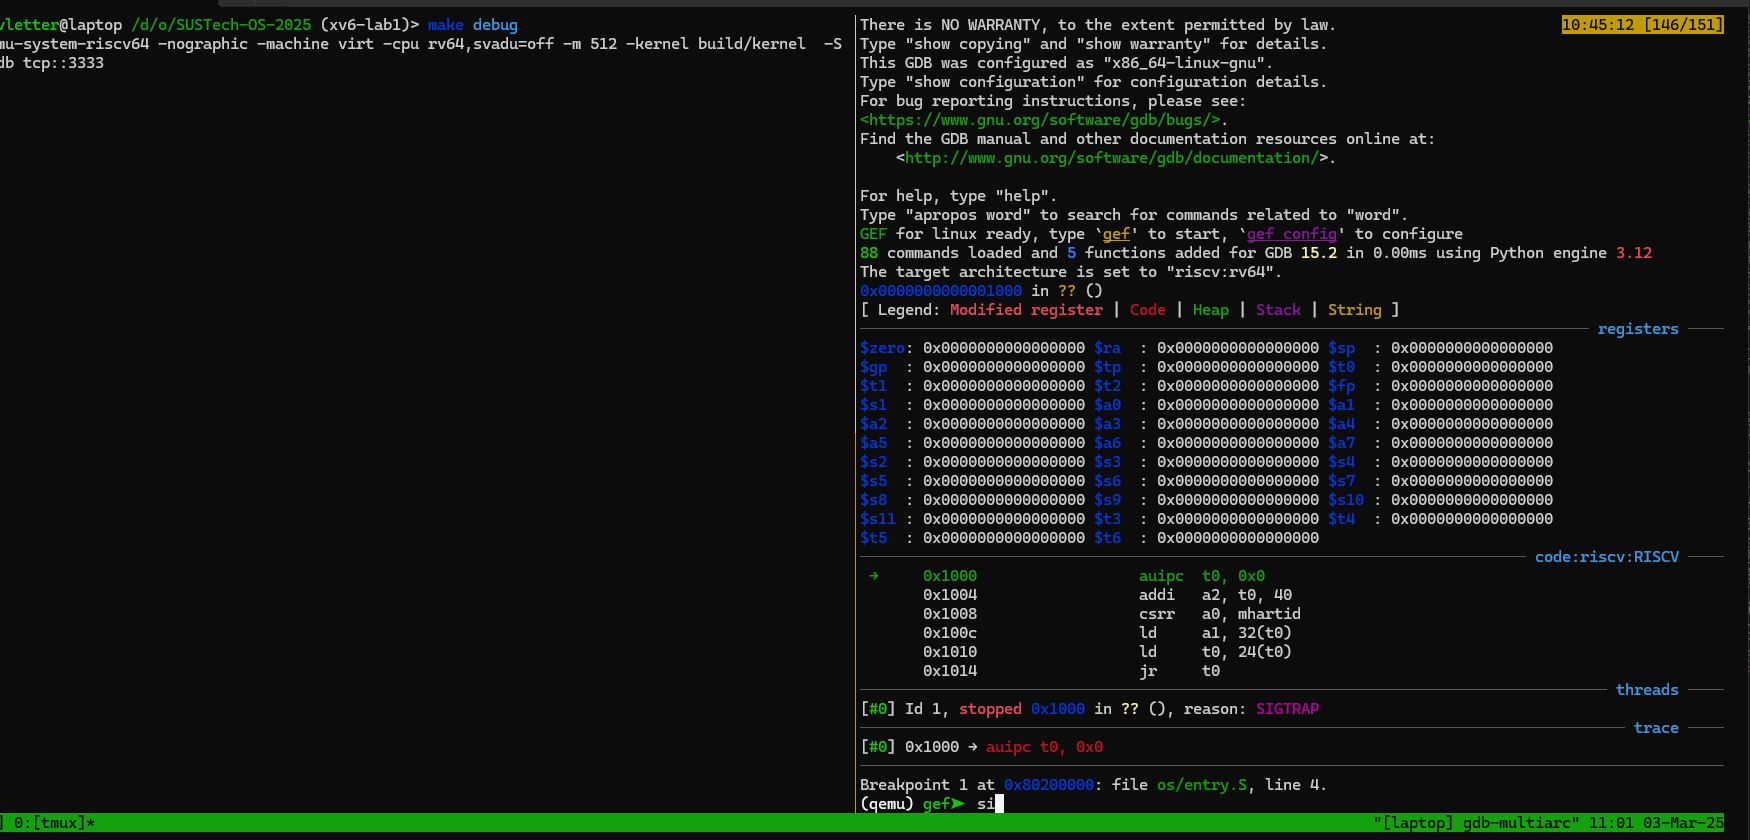 vletter@laptop /d/o/SUSTech-OS-2025 (xv6-lab1)> make debug
mu-system-riscv64 -nographic -machine virt -cpu rv64,svadu=off -m 512 -kernel build/kernel  -S
db tcp::3333
There is NO WARRANTY, to the extent permitted by law.
10:45:12 [146/151]
Type "show copying" and "show warranty" for details.
This GDB was configured as "x86_64-linux-gnu".
Type "show configuration" for configuration details.
For bug reporting instructions, please see:
<https://www.gnu.org/software/gdb/bugs/>.
Find the GDB manual and other documentation resources online at:
    <http://www.gnu.org/software/gdb/documentation/>.
For help, type "help".
Type "apropos word" to search for commands related to "word".
GEF for linux ready, type `gef' to start, `gef config' to configure
88 commands loaded and 5 functions added for GDB 15.2 in 0.00ms using Python engine 3.12
The target architecture is set to "riscv:rv64".
0x0000000000001000 in ?? ()
[ Legend: Modified register | Code | Heap | Stack | String ]
registers
$zero: 0x0000000000000000 $ra  : 0x0000000000000000 $sp  : 0x0000000000000000
$gp  : 0x0000000000000000 $tp  : 0x0000000000000000 $t0  : 0x0000000000000000
$t1  : 0x0000000000000000 $t2  : 0x0000000000000000 $fp  : 0x0000000000000000
$s1  : 0x0000000000000000 $a0  : 0x0000000000000000 $a1  : 0x0000000000000000
$a2  : 0x0000000000000000 $a3  : 0x0000000000000000 $a4  : 0x0000000000000000
$a5  : 0x0000000000000000 $a6  : 0x0000000000000000 $a7  : 0x0000000000000000
$s2  : 0x0000000000000000 $s3  : 0x0000000000000000 $s4  : 0x0000000000000000
$s5  : 0x0000000000000000 $s6  : 0x0000000000000000 $s7  : 0x0000000000000000
$s8  : 0x0000000000000000 $s9  : 0x0000000000000000 $s10 : 0x0000000000000000
$s11 : 0x0000000000000000 $t3  : 0x0000000000000000 $t4  : 0x0000000000000000
$t5  : 0x0000000000000000 $t6  : 0x0000000000000000
code:riscv:RISCV
→     0x1000                  auipc  t0, 0x0
      0x1004                  addi   a2, t0, 40
      0x1008                  csrr   a0, mhartid
      0x100c                  ld     a1, 32(t0)
      0x1010                  ld     t0, 24(t0)
      0x1014                  jr     t0
threads
[#0] Id 1, stopped 0x1000 in ?? (), reason: SIGTRAP
trace
[#0] 0x1000 → auipc t0, 0x0
Breakpoint 1 at 0x80200000: file os/entry.S, line 4.
(qemu) gef➤  si
] 0:[tmux]*
"[laptop] gdb-multiarc" 11:01 03-Mar-25